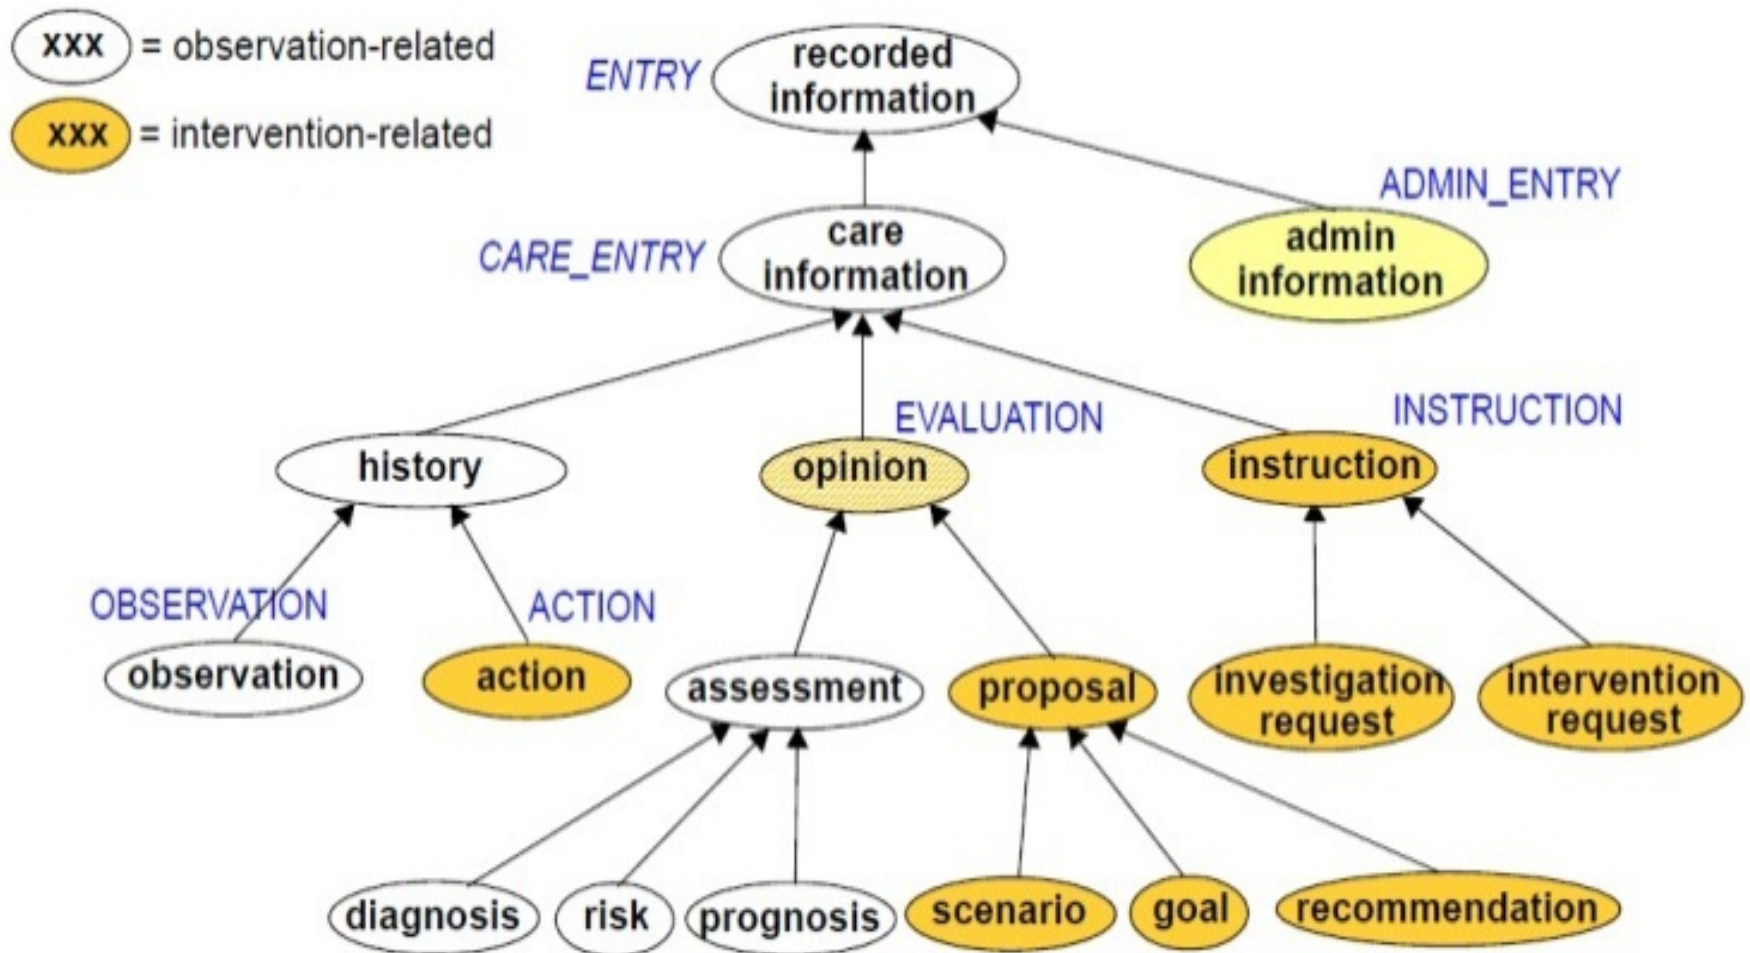 xxx = observation-related
xxx = intervention-related
ENTRY
recorded
information
ADMIN_ENTRY
admin
information
CARE_ENTRY
care
information
history
EVALUATION
opinion
INSTRUCTION
instruction
OBSERVATION
observation
ACTION
action
assessment
proposal
investigation
request
intervention
request
diagnosis
risk
prognosis
scenario
goal
recommendation